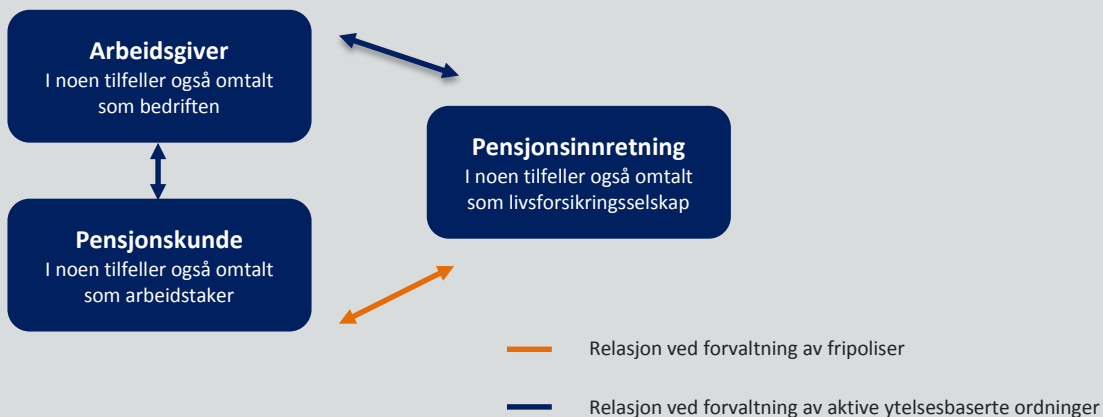 Arbeidsgiver
I noen tilfeller også omtalt
som bedriften
Pensjonsinnretning
I noen tilfeller også omtalt
som livsforsikringsselskap
Pensjonskunde
I noen tilfeller også omtalt
som arbeidstaker
Relasjon ved forvaltning av fripoliser
Relasjon ved forvaltning av aktive ytelsesbaserte ordninger